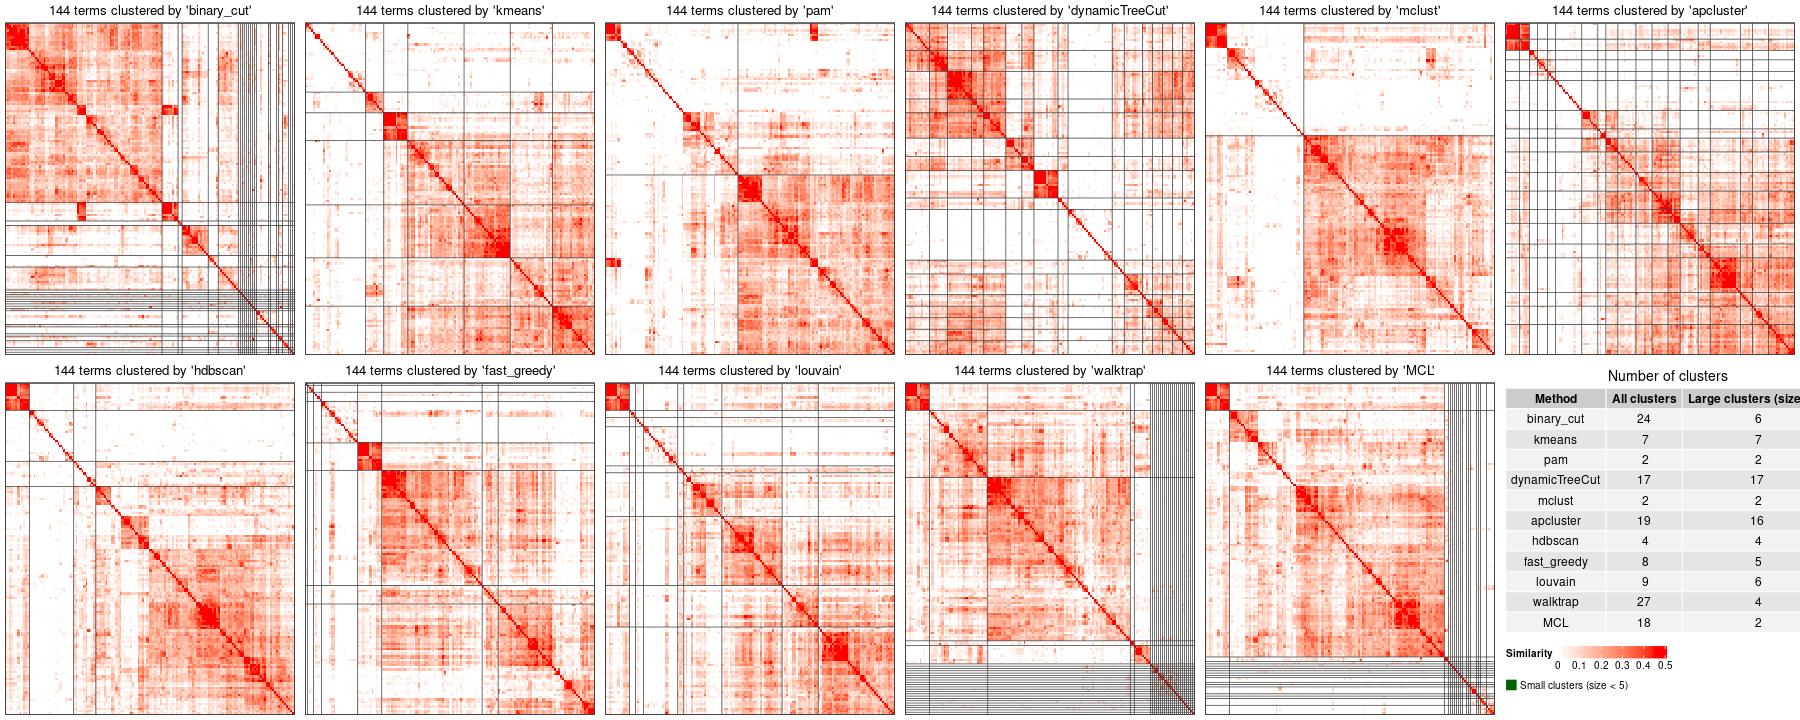 144 terms clustered by 'binary_cut'
144 terms clustered by 'kmeans'
144 terms clustered by 'pam'
144 terms clustered by 'dynamicTreeCut'
144 terms clustered by 'mclust'
144 terms clustered by 'apcluster'
144 terms clustered by 'hdbscan'
144 terms clustered by 'fast_greedy'
144 terms clustered by 'louvain'
144 terms clustered by 'walktrap'
144 terms clustered by 'MCL'
Number of clusters
Method All clusters Large clusters (size
binary_cut 24 6
kmeans 7 7
pam 2 2
dynamicTreeCut 17 17
mclust 2 2
apcluster 19 16
hdbscan 4 4
fast_greedy 8 5
louvain 9 6
walktrap 27 4
MCL 18 2
Similarity
0 0.1 0.2 0.3 0.4 0.5
Small clusters (size < 5)